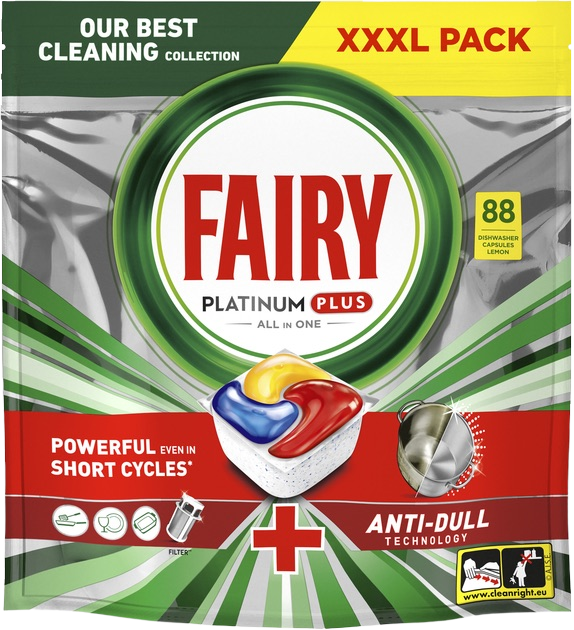 OUR BEST
CLEANING COLLECTION
XXXL PACK
FAIRY
PLATINUM PLUS
ALL IN ONE
88
DISHWASHER
CAPSULES
LEMON
POWERFUL EVEN IN
SHORT CYCLES*
FILTER**
ANTI-DULL
TECHNOLOGY
www.cleanright.eu
© A.I.S.E.